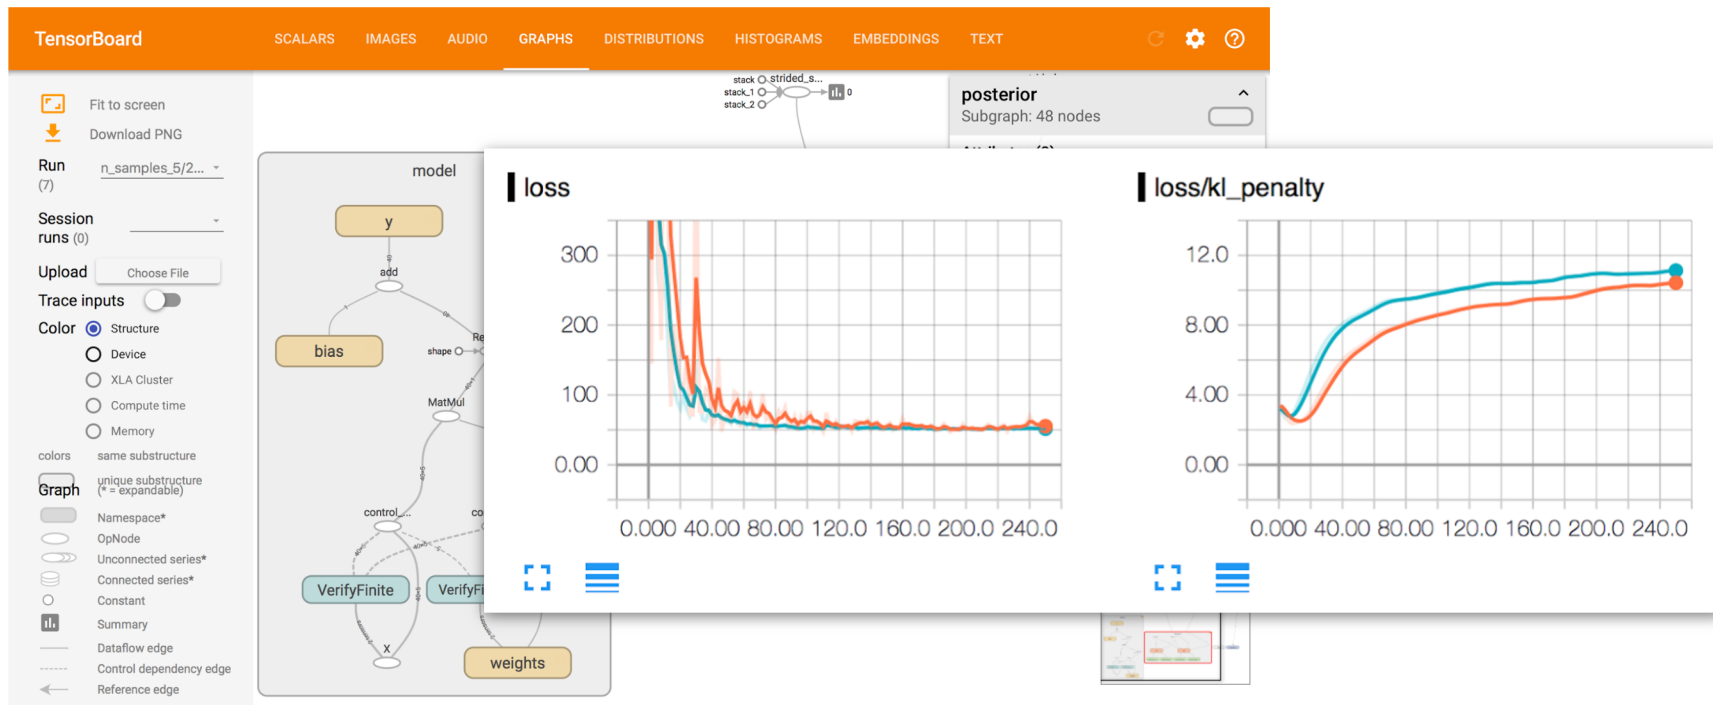 TensorBoard
SCALARS IMAGES AUDIO GRAPHS DISTRIBUTIONS HISTOGRAMS EMBEDDINGS TEXT
Fit to screen
Download PNG
Run
(7)
n_samples_5/2...
Session
runs (0)
Upload
Choose File
Trace inputs
Color
Structure
Device
XLA Cluster
Compute time
Memory
colors same substructure
unique substructure
Graph (* = expandable)
Namespace*
OpNode
Unconnected series*
Connected series*
Constant
Summary
Dataflow edge
Control dependency edge
Reference edge
stack
stack_1
stack_2
strided_s...
0
posterior
Subgraph: 48 nodes
model
y
add
bias
shape
Re
MatMul
control_...
co
VerifyFinite
VerifyFi
X
weights
loss
300
200
100
0.00
0.000 40.00 80.00 120.0 160.0 200.0 240.0
loss/kl_penalty
12.0
8.00
4.00
0.00
0.000 40.00 80.00 120.0 160.0 200.0 240.0